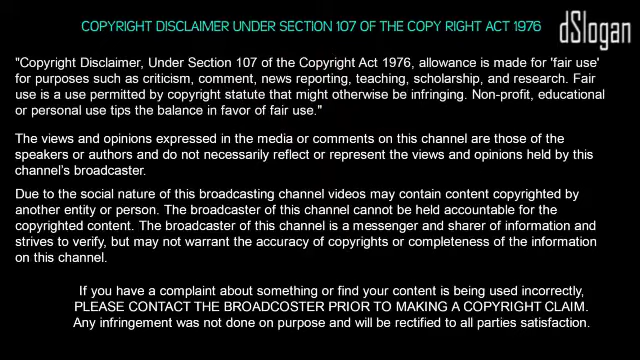 COPYRIGHT DISCLAIMER UNDER SECTION 107 OF THE COPY RIGHT ACT 1976
dSlogan
"Copyright Disclaimer, Under Section 107 of the Copyright Act 1976, allowance is made for 'fair use'
for purposes such as criticism, comment, news reporting, teaching, scholarship, and research. Fair
use is a use permitted by copyright statute that might otherwise be infringing. Non-profit, educational
or personal use tips the balance in favor of fair use."
The views and opinions expressed in the media or comments on this channel are those of the
speakers or authors and do not necessarily reflect or represent the views and opinions held by this
channel's broadcaster.
Due to the social nature of this broadcasting channel videos may contain content copyrighted by
another entity or person. The broadcaster of this channel cannot be held accountable for the
copyrighted content. The broadcaster of this channel is a messenger and sharer of information and
strives to verify, but may not warrant the accuracy of copyrights or completeness of the information
on this channel.
If you have a complaint about something or find your content is being used incorrectly,
PLEASE CONTACT THE BROADCOSTER PRIOR TO MAKING A COPYRIGHT CLAIM.
Any infringement was not done on purpose and will be rectified to all parties satisfaction.